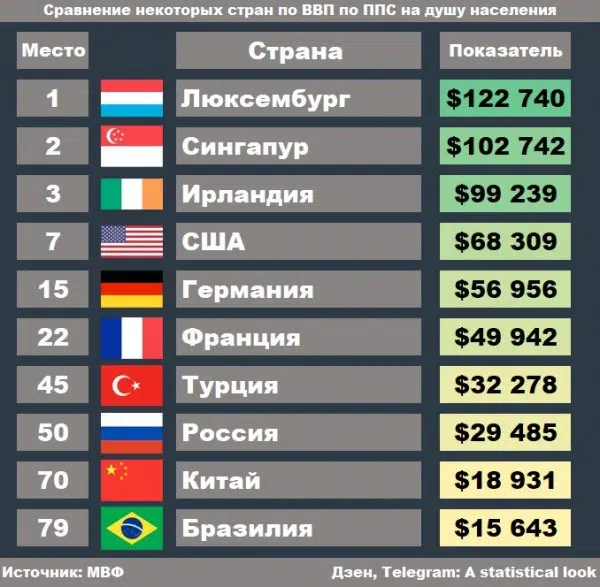 Сравнение некоторых стран по ВВП по ППС на душу населения
Место Страна Показатель
1 Люксембург $122 740
2 Сингапур $102 742
3 Ирландия $99 239
7 США $68 309
15 Германия $56 956
22 Франция $49 942
45 Турция $32 278
50 Россия $29 485
70 Китай $18 931
79 Бразилия $15 643
Источник: МВФ Дзен, Telegram: A statistical look